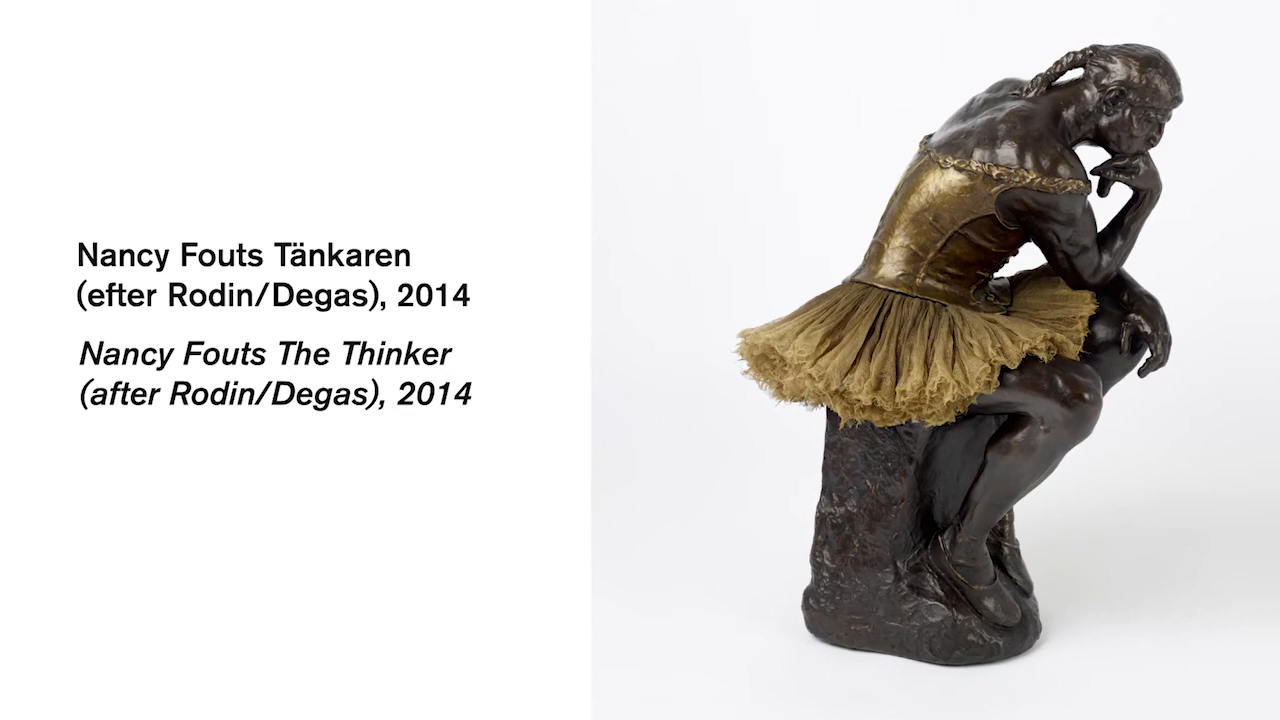 Nancy Fouts Tänkaren
(efter Rodin/Degas), 2014
Nancy Fouts The Thinker
(after Rodin/Degas), 2014